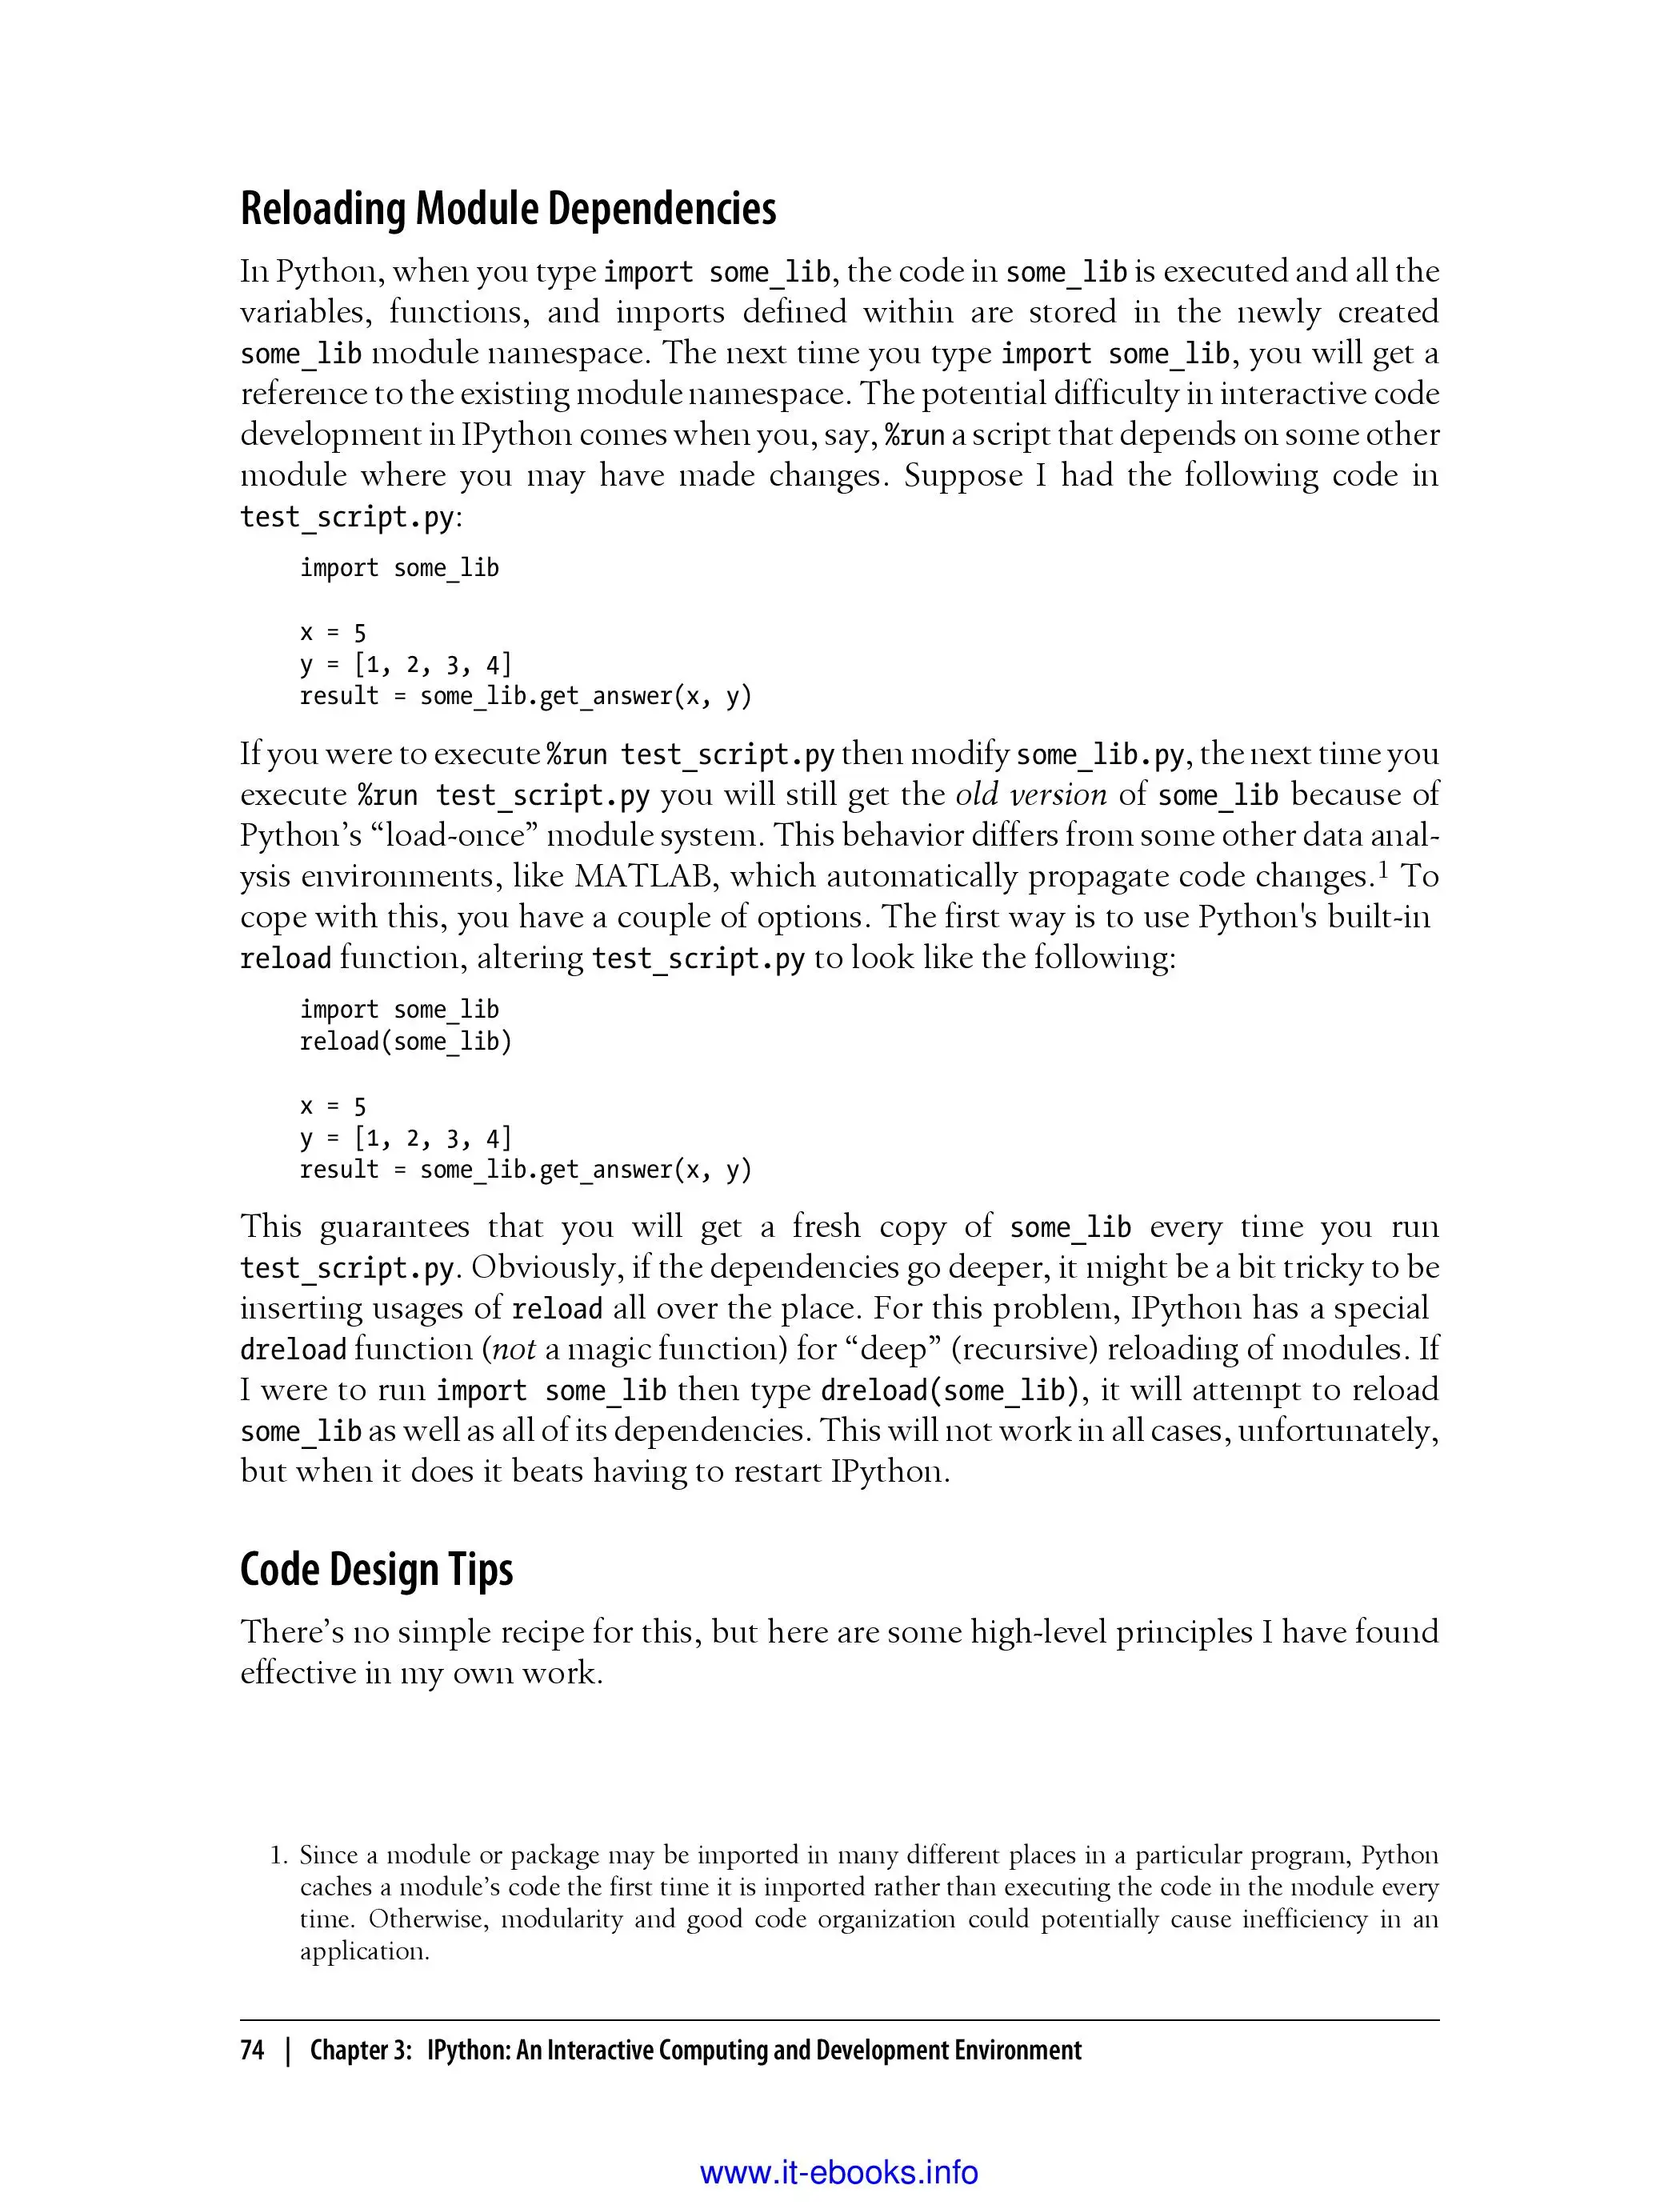 Reloading Module Dependencies
In Python, when you type import some_lib, the code in some_lib is executed and all the
variables, functions, and imports defined within are stored in the newly created
some_lib module namespace. The next time you type import some_lib, you will get a
reference to the existing module namespace. The potential difficulty in interactive code
development in IPython comes when you, say, %run a script that depends on some other
module where you may have made changes. Suppose I had the following code in
test_script.py:
import some_lib
x = 5
y = [1, 2, 3, 4]
result = some_lib.get_answer(x, y)
If you were to execute %run test_script.py then modify some_lib.py, the next time you
execute %run test_script.py you will still get the old version of some_lib because of
Python’s “load-once” module system. This behavior differs from some other data anal-
ysis environments, like MATLAB, which automatically propagate code changes.1 To
cope with this, you have a couple of options. The first way is to use Python's built-in
reload function, altering test_script.py to look like the following:
import some_lib
reload(some_lib)
x = 5
y = [1, 2, 3, 4]
result = some_lib.get_answer(x, y)
This guarantees that you will get a fresh copy of some_lib every time you run
test_script.py. Obviously, if the dependencies go deeper, it might be a bit tricky to be
inserting usages of reload all over the place. For this problem, IPython has a special
dreload function (not a magic function) for “deep” (recursive) reloading of modules. If
I were to run import some_lib then type dreload(some_lib), it will attempt to reload
some_lib as well as all of its dependencies. This will not work in all cases, unfortunately,
but when it does it beats having to restart IPython.
Code Design Tips
There’s no simple recipe for this, but here are some high-level principles I have found
effective in my own work.
1. Since a module or package may be imported in many different places in a particular program, Python
caches a module’s code the first time it is imported rather than executing the code in the module every
time. Otherwise, modularity and good code organization could potentially cause inefficiency in an
application.
74 | Chapter 3: IPython: An Interactive Computing and Development Environment
www.it-ebooks.info